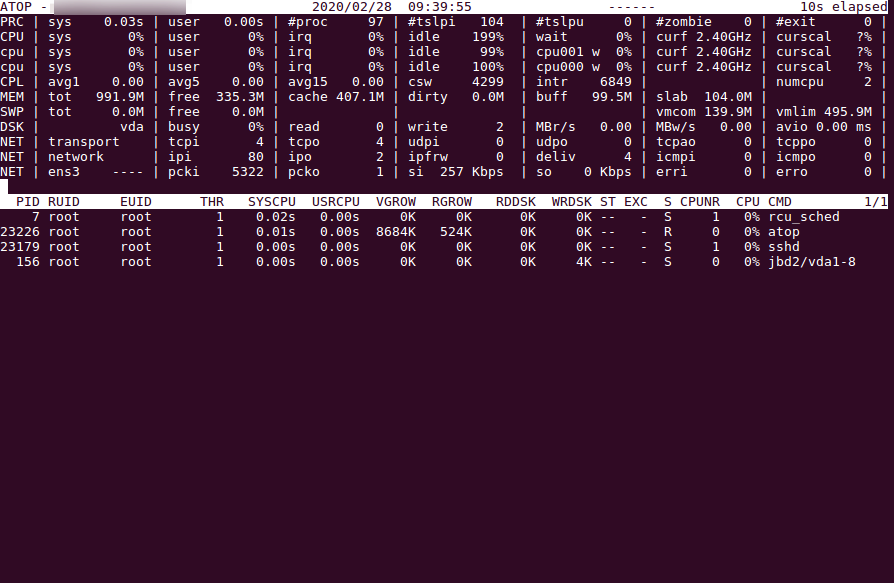 ATOP - 2020/02/28 09:39:55 ------ 10s elapsed
PRC | sys 0.03s | user 0.00s | #proc 97 | #tslpi 104 | #tslpu 0 | #zombie 0 | #exit 0 |
CPU | sys 0% | user 0% | irq 0% | idle 199% | wait 0% | curf 2.40GHz | curscal ?% |
cpu | sys 0% | user 0% | irq 0% | idle 99% | cpu001 w 0% | curf 2.40GHz | curscal ?% |
cpu | sys 0% | user 0% | irq 0% | idle 100% | cpu000 w 0% | curf 2.40GHz | curscal ?% |
CPL | avg1 0.00 | avg5 0.00 | avg15 0.00 | csw 4299 | intr 6849 | | numcpu 2 |
MEM | tot 991.9M | free 335.3M | cache 407.1M | dirty 0.0M | buff 99.5M | slab 104.0M | |
SWP | tot 0.0M | free 0.0M | | | | vmcom 139.9M | vmlim 495.9M |
DSK | vda | busy 0% | read 0 | write 2 | MBr/s 0.00 | MBw/s 0.00 | avio 0.00 ms |
NET | transport | tcpi 4 | tcpo 4 | udpi 0 | udpo 0 | tcpao 0 | tcppo 0 |
NET | network | ipi 80 | ipo 2 | ipfrw 0 | deliv 4 | icmpi 0 | icmpo 0 |
NET | ens3 ---- | pcki 5322 | pcko 1 | si 257 Kbps | so 0 Kbps | erri 0 | erro 0 |
PID RUID EUID THR SYSCPU USRCPU VGROW RGROW RDDSK WRDSK ST EXC S CPUNR CPU CMD 1/1
7 root root 1 0.02s 0.00s 0K 0K 0K 0K -- - S 1 0% rcu_sched
23226 root root 1 0.01s 0.00s 8684K 524K 0K 0K -- - R 0 0% atop
23179 root root 1 0.00s 0.00s 0K 0K 0K 0K -- - S 1 0% sshd
156 root root 1 0.00s 0.00s 0K 0K 0K 4K -- - S 0 0% jbd2/vda1-8